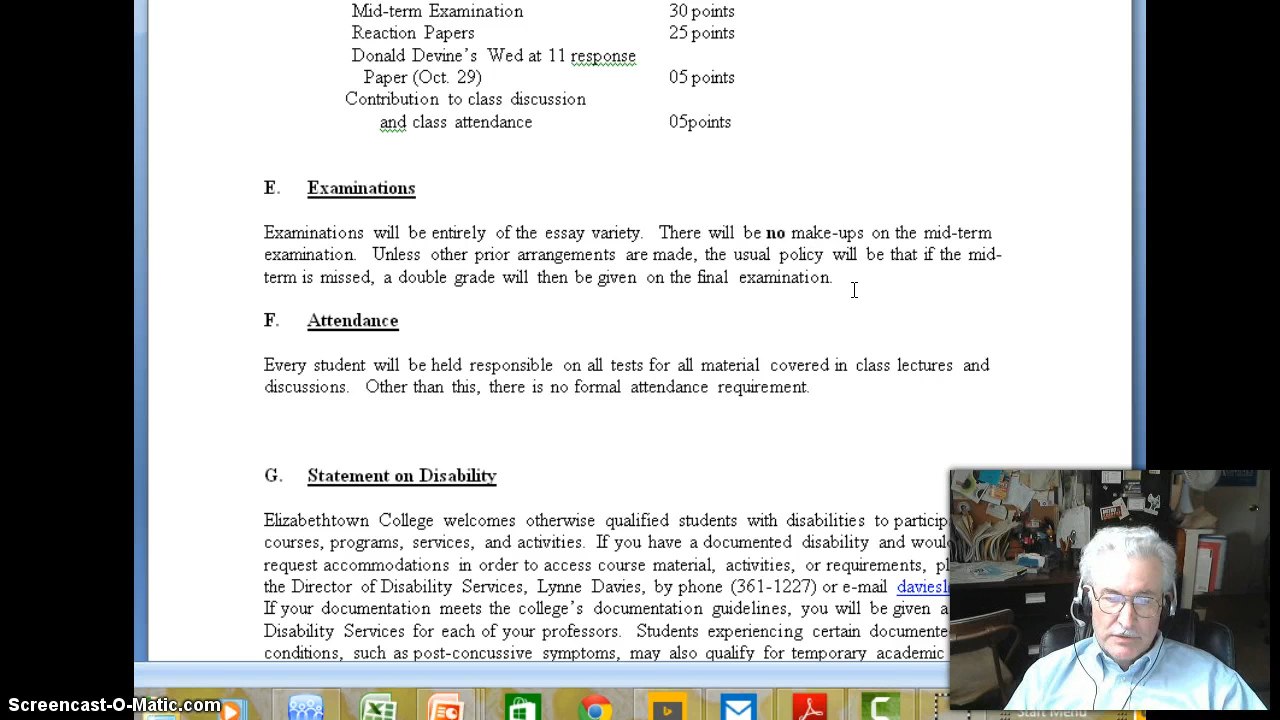 Mid-term Examination 30 points
Reaction Papers 25 points
Donald Devine's Wed at 11 response
Paper (Oct. 29) 05 points
Contribution to class discussion
and class attendance 05points
E. Examinations
Examinations will be entirely of the essay variety. There will be no make-ups on the mid-term
examination. Unless other prior arrangements are made, the usual policy will be that if the mid-
term is missed, a double grade will then be given on the final examination.
F. Attendance
Every student will be held responsible on all tests for all material covered in class lectures and
discussions. Other than this, there is no formal attendance requirement.
G. Statement on Disability
Elizabethtown College welcomes otherwise qualified students with disabilities to particip
courses, programs, services, and activities. If you have a documented disability and woul
request accommodations in order to access course material, activities, or requirements, pl
the Director of Disability Services, Lynne Davies, by phone (361-1227) or e-mail daviesl
If your documentation meets the college's documentation guidelines, you will be given a
Disability Services for each of your professors. Students experiencing certain documente
conditions, such as post-concussive symptoms, may also qualify for temporary academic
Screencast-O-Matic.com
Start Menu